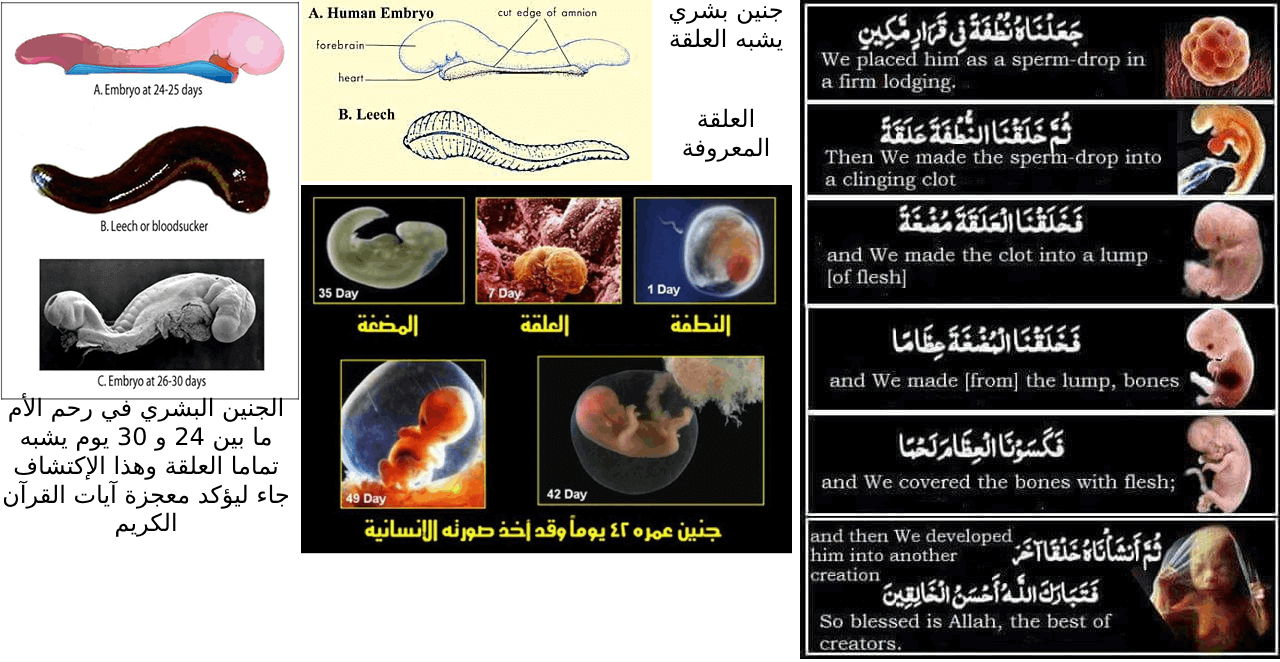 A. Embryo at 24-25 days
B. Leech or bloodsucker
C. Embryo at 26-30 days
الجنين البشري في رحم الأم
ما بين 24 و 30 يوم يشبه
تماما العلقة وهذا الإكتشاف
جاء ليؤكد معجزة آيات القرآن
الكريم
A. Human Embryo
cut edge of amnion
forebrain
heart
B. Leech
جنين بشري
يشبه العلقة
العلقة
المعروفة
35 Day
7 Day
1 Day
المضغة
العلقة
النطفة
49 Day
42 Day
جنين عمره ٤٢ يوماً وقد أخذ صورته الانسانية
جَعَلْنَاهُ نُطْفَةً فِي قَرَارٍ مَّكِينٍ
We placed him as a sperm-drop in
a firm lodging.
ثُمَّ خَلَقْنَا النُّطْفَةَ عَلَقَةً
Then We made the sperm-drop into
a clinging clot
فَخَلَقْنَا الْعَلَقَةَ مُضْغَةً
and We made the clot into a lump
[of flesh]
فَخَلَقْنَا الْمُضْغَةَ عِظَامًا
and We made [from] the lump, bones
فَكَسَوْنَا الْعِظَامَ لَحْمًا
and We covered the bones with flesh;
and then We developed
him into another
creation
ثُمَّ أَنشَأْنَاهُ خَلْقًا آخَرَ
فَتَبَارَكَ اللَّهُ أَحْسَنُ الْخَالِقِينَ
So blessed is Allah, the best of
creators.